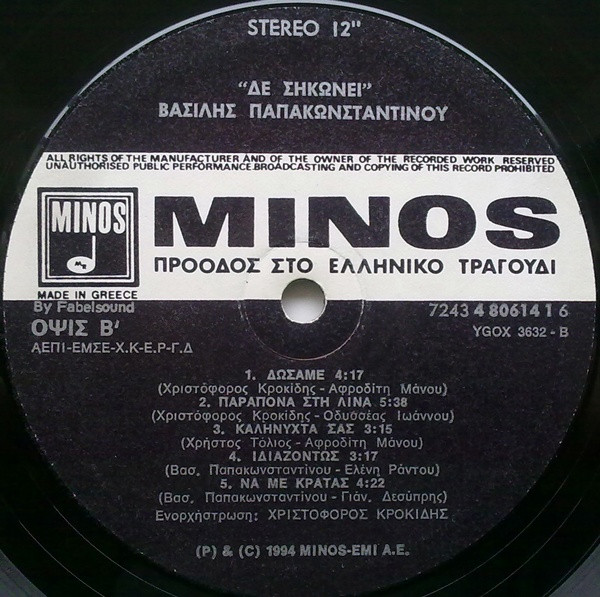 STEREO 12"
"ΔΕ ΣΗΚΩΝΕΙ"
ΒΑΣΙΛΗΣ ΠΑΠΑΚΩΝΣΤΑΝΤΙΝΟΥ
ALL RIGHTS OF THE MANUFACTURER AND OF THE OWNER OF THE RECORDED WORK RESERVED
UNAUTHORISED PUBLIC PERFORMANCE.BROADCASTING AND COPYING OF THIS RECORD PROHIBITED
MINOS
MINOS
ΠΡΟΟΔΟΣ ΣΤΟ ΕΛΛΗΝΙΚΟ ΤΡΑΓΟΥΔΙ
MADE IN GREECE
By Fabelsound
7243 4 80614 1 6
ΟΨΙΣ Β'
YGOX 3632 - B
ΑΕΠΙ-ΕΜΣΕ-Χ.Κ-Ε.Ρ-Γ.Δ
1. ΔΩΣΑΜΕ 4:17
(Χριστόφορος Κροκίδης - Αφροδίτη Μάνου)
2. ΠΑΡΑΠΟΝΑ ΣΤΗ ΛΙΝΑ 5:38
(Χριστόφορος Κροκίδης - Οδυσσέας Ιωάννου)
3. ΚΑΛΗΝΥΧΤΑ ΣΑΣ 3:15
(Χρήστος Τόλιος - Αφροδίτη Μάνου)
4. ΙΔΙΑΖΟΝΤΩΣ 3:17
(Βασ. Παπακωνσταντίνου - Ελένη Ράντου)
5. ΝΑ ΜΕ ΚΡΑΤΑΣ 4:22
(Βασ. Παπακωνσταντίνου - Γιάν. Δεσύπρης)
Ενορχήστρωση: ΧΡΙΣΤΟΦΟΡΟΣ ΚΡΟΚΙΔΗΣ
(P) & (C) 1994 MINOS-EMI A.E.